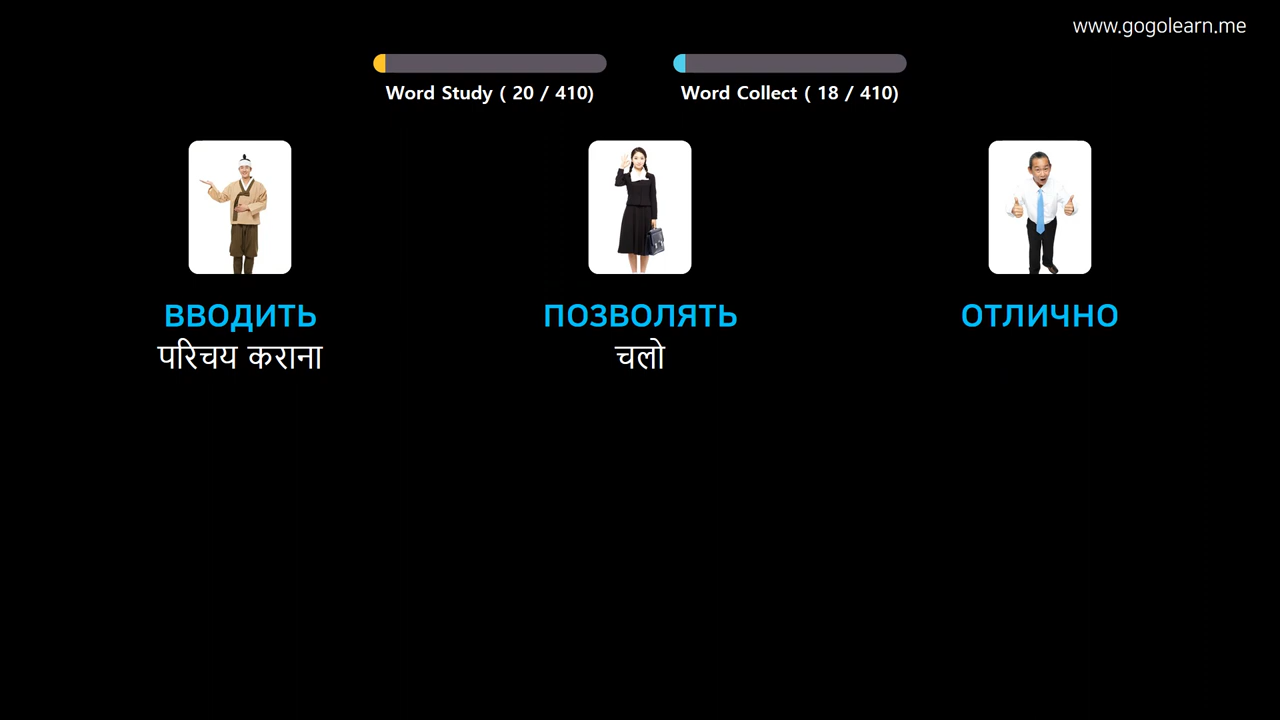 www.gogolearn.me
Word Study ( 20 / 410)
Word Collect ( 18 / 410)
вводить
позволять
отлично
परिचय कराना
चलो